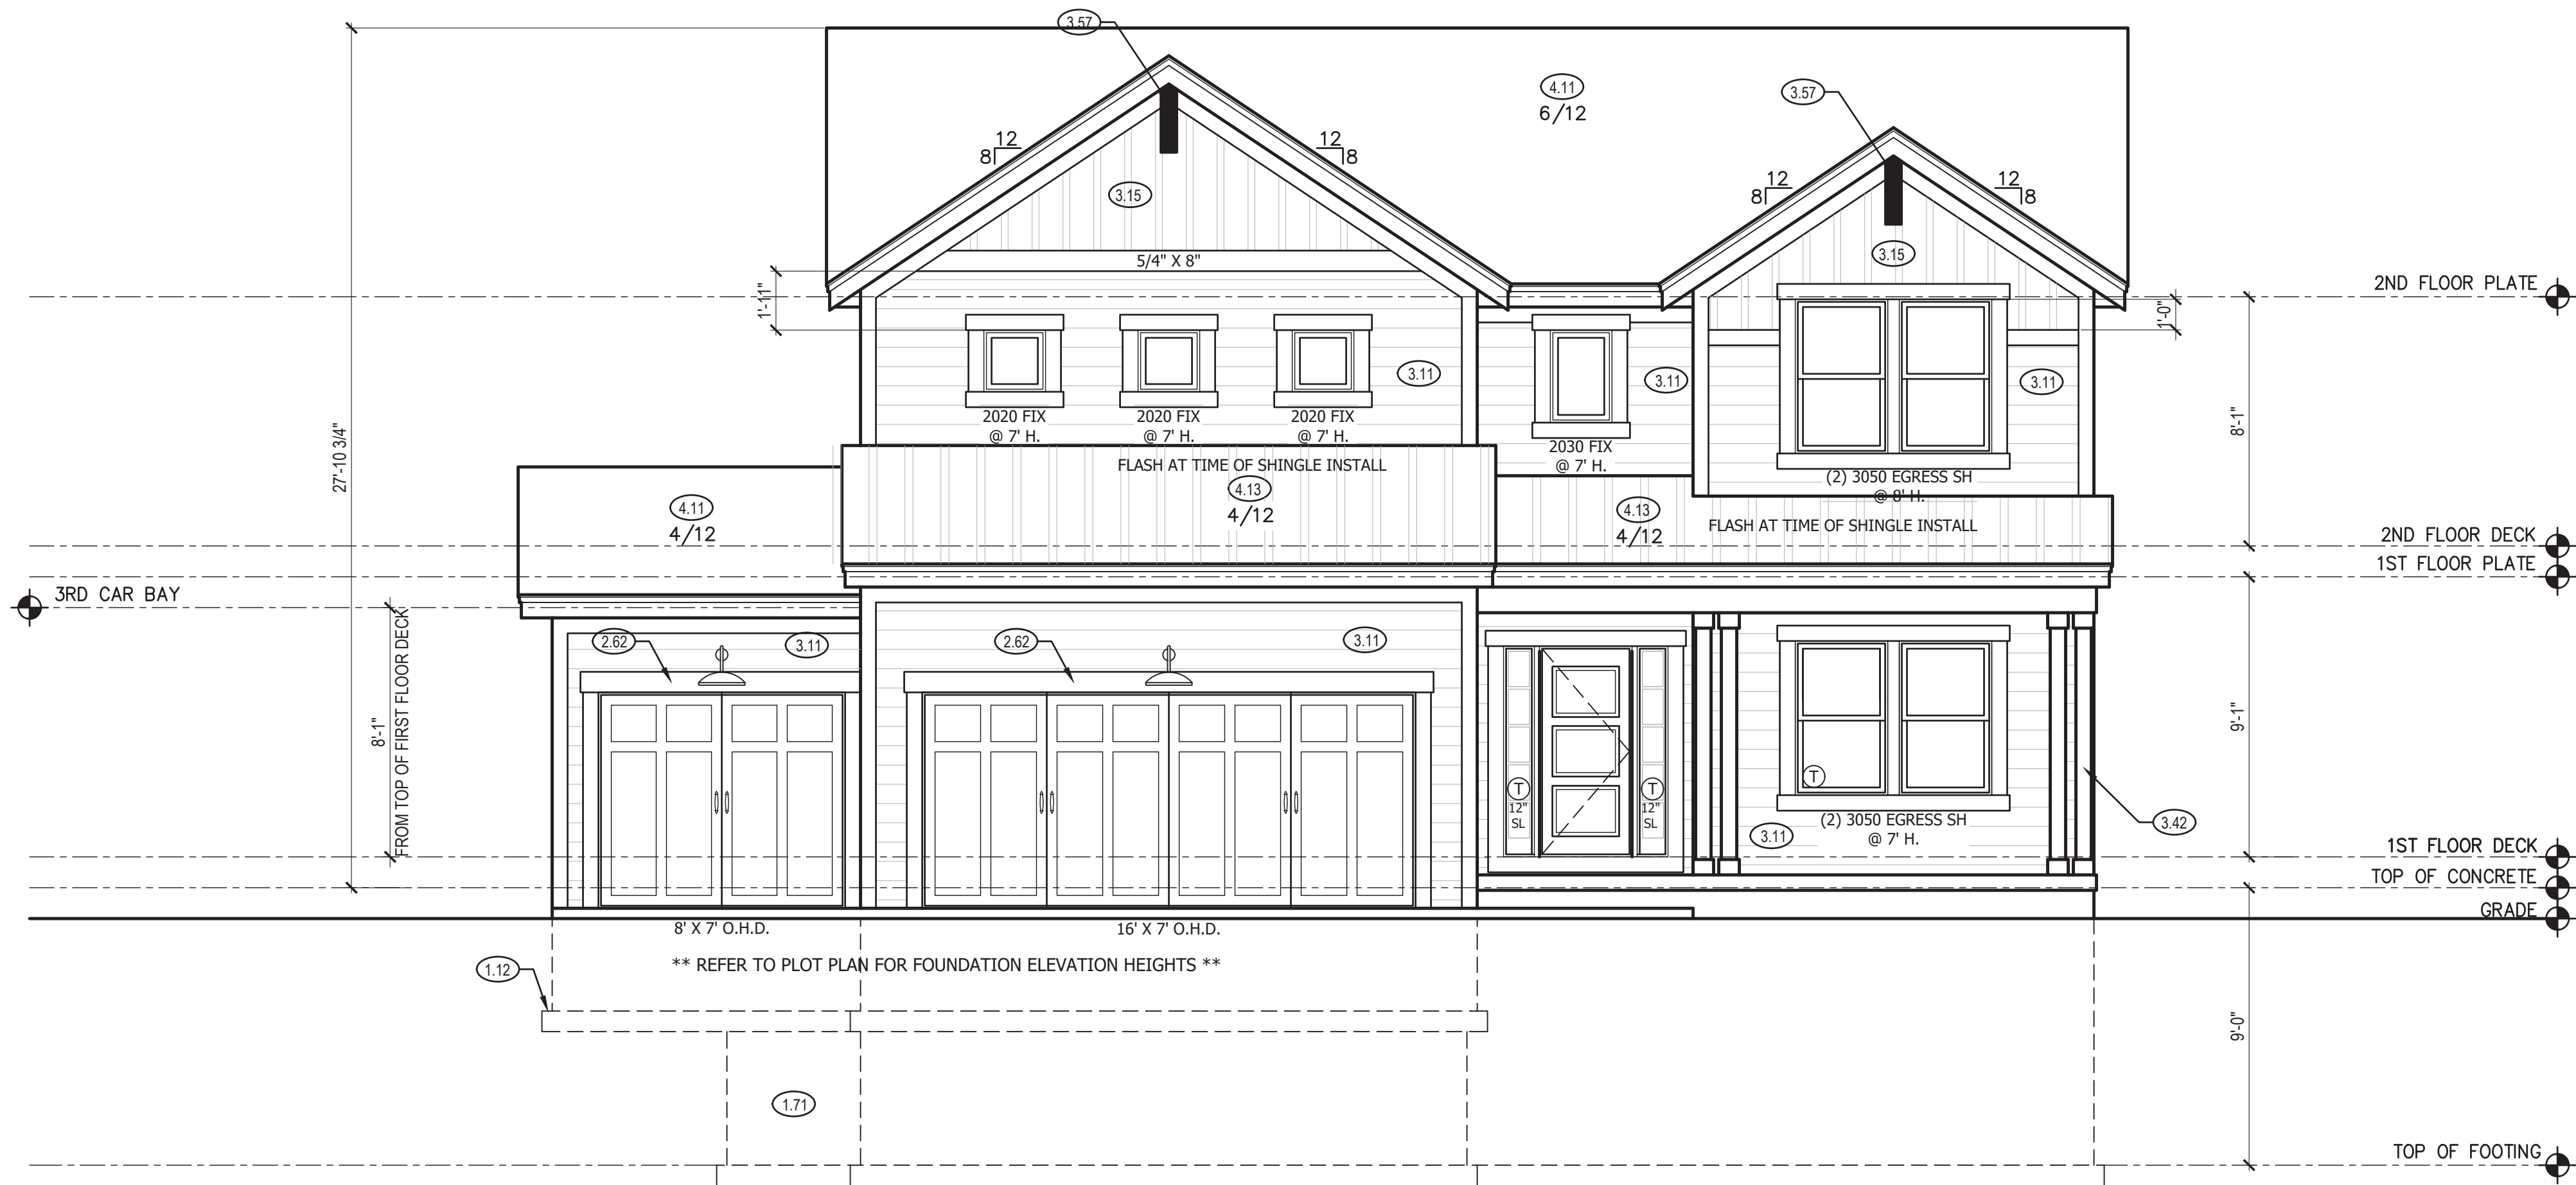 3.57
4.11
6/12
3.57
12
8
12
8
12
8
12
8
3.15
3.15
5/4" X 8"
2ND FLOOR PLATE
1'-11"
1'-0"
3.11
3.11
3.11
2020 FIX
@ 7' H.
2020 FIX
@ 7' H.
2020 FIX
@ 7' H.
2030 FIX
@ 7' H.
(2) 3050 EGRESS SH
@ 8' H.
27'-10 3/4"
8'-1"
FLASH AT TIME OF SHINGLE INSTALL
4.13
4/12
4.11
4/12
4.13
4/12
FLASH AT TIME OF SHINGLE INSTALL
2ND FLOOR DECK
1ST FLOOR PLATE
3RD CAR BAY
2.62
3.11
2.62
3.11
8'-1"
FROM TOP OF FIRST FLOOR DECK
9'-1"
T
12"
SL
T
12"
SL
T
(2) 3050 EGRESS SH
@ 7' H.
3.11
3.42
1ST FLOOR DECK
TOP OF CONCRETE
GRADE
8' X 7' O.H.D.
16' X 7' O.H.D.
** REFER TO PLOT PLAN FOR FOUNDATION ELEVATION HEIGHTS **
1.12
9'-0"
1.71
TOP OF FOOTING